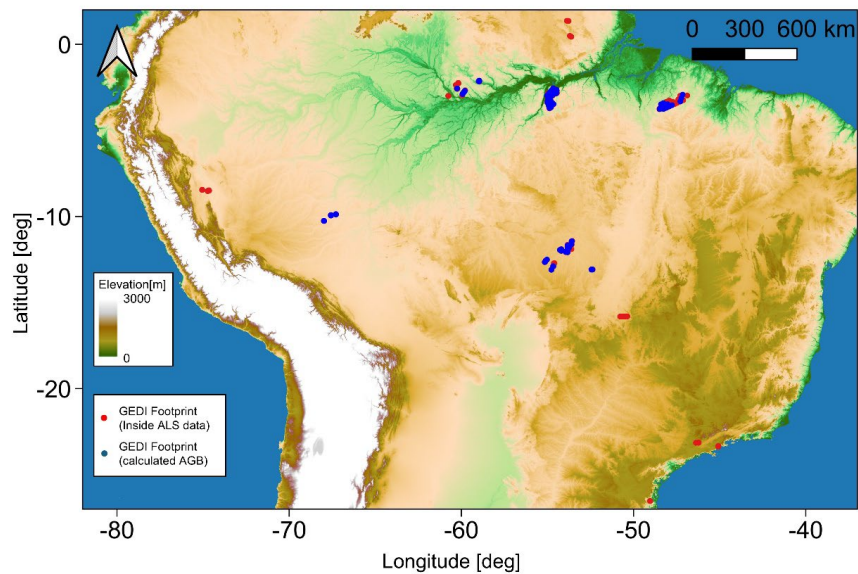 0 300 600 km
0
-10
-20
Latitude [deg]
Elevation[m]
3000
0
GEDI Footprint
(Inside ALS data)
GEDI Footprint
(calculated AGB)
-80 -70 -60 -50 -40
Longitude [deg]